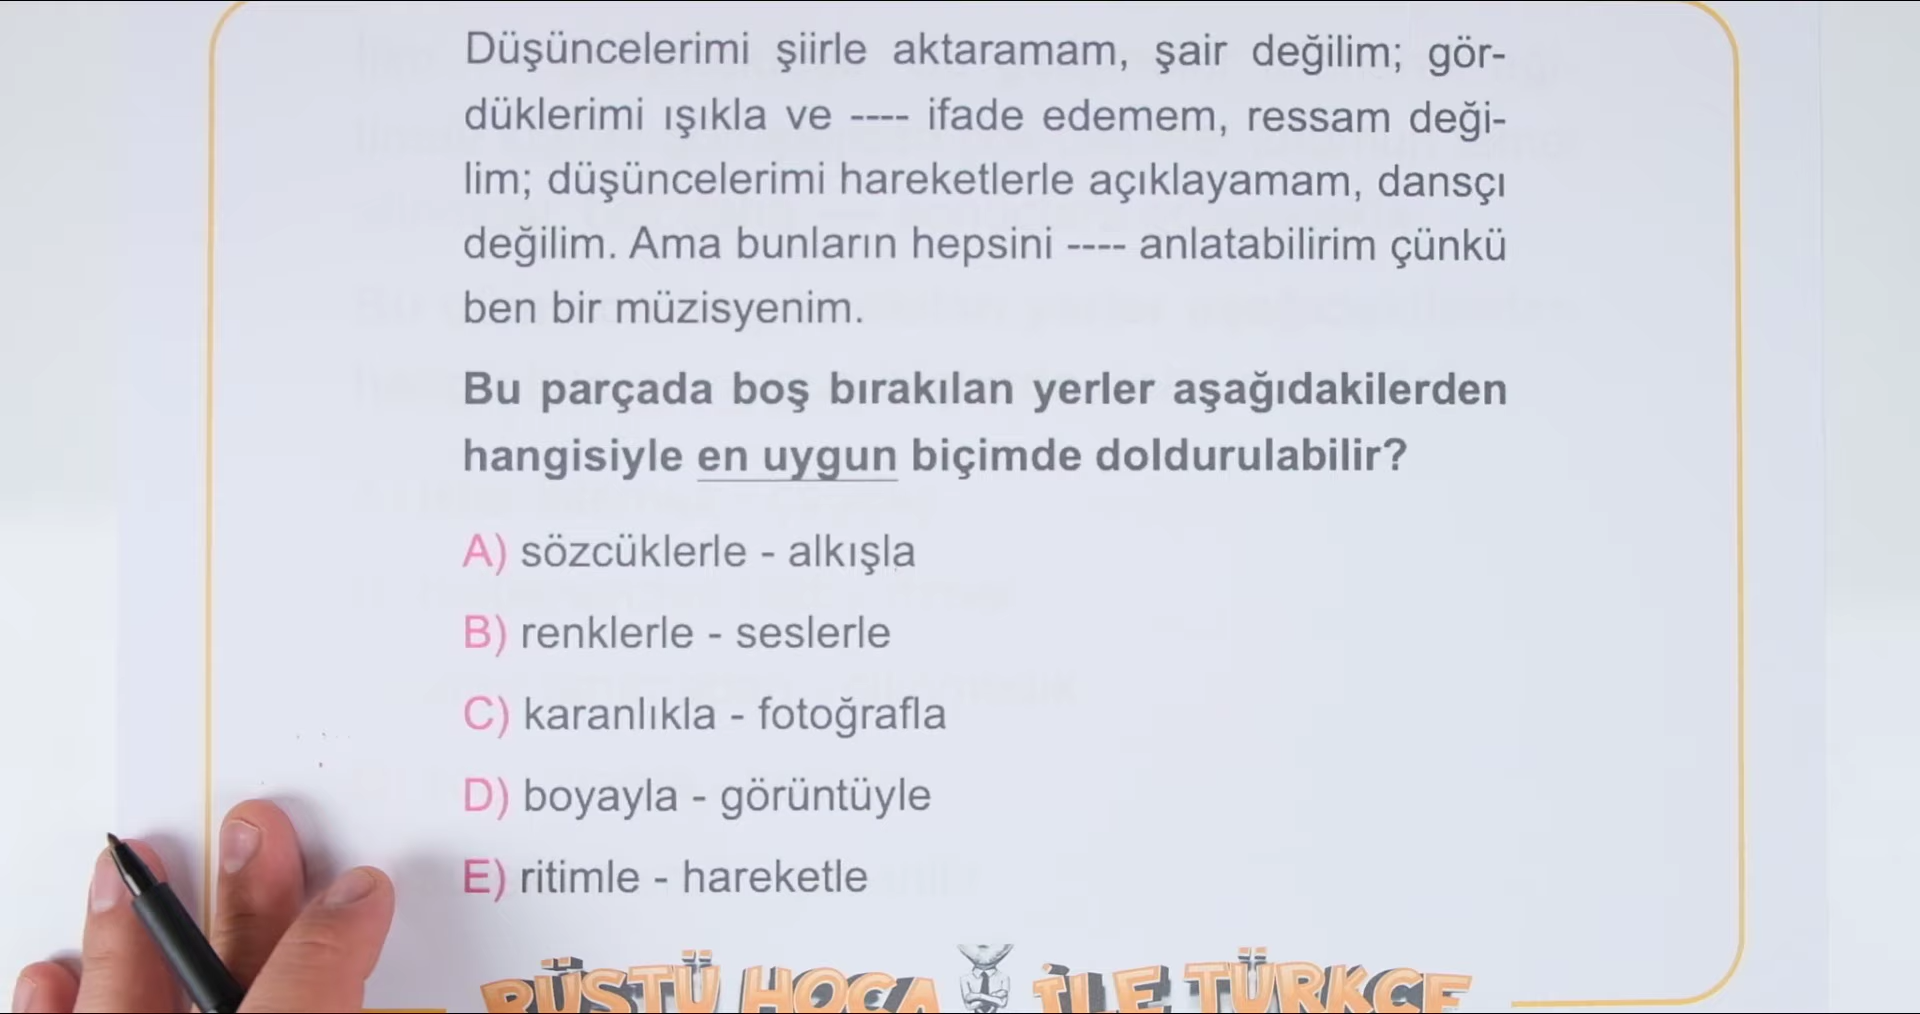 Düşüncelerimi şiirle aktaramam, şair değilim; gör-
düklerimi ışıkla ve ---- ifade edemem, ressam deği-
lim; düşüncelerimi hareketlerle açıklayamam, dansçı
değilim. Ama bunların hepsini ---- anlatabilirim çünkü
ben bir müzisyenim.
Bu parçada boş bırakılan yerler aşağıdakilerden
hangisiyle en uygun biçimde doldurulabilir?
A) sözcüklerle - alkışla
B) renklerle - seslerle
C) karanlıkla - fotoğrafla
D) boyayla - görüntüyle
E) ritimle - hareketle
RÜŞTÜ HOCA İLE TÜRKÇE